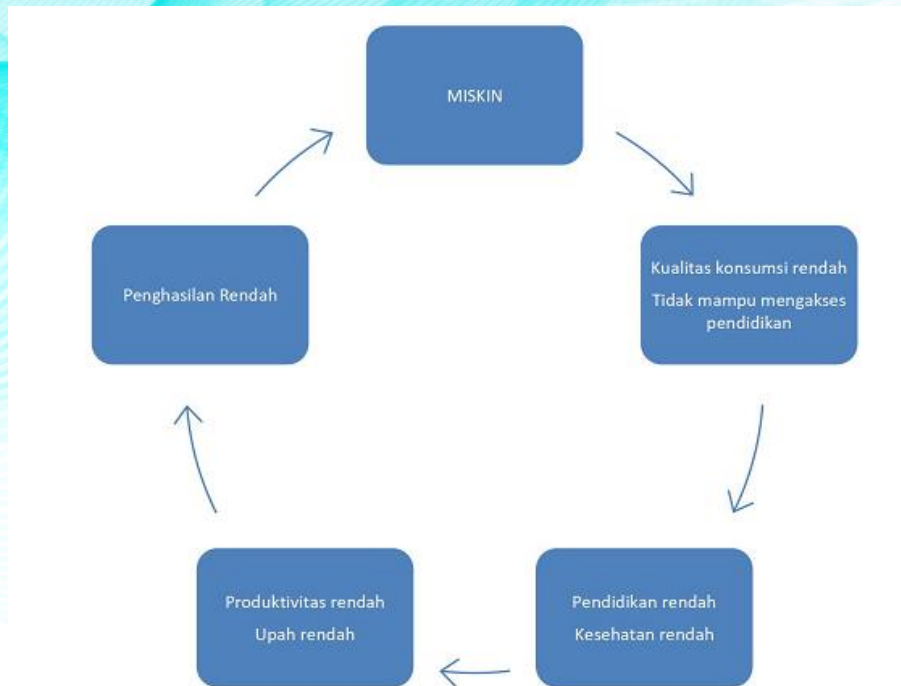 MISKIN
Kualitas konsumsi rendah
Tidak mampu mengakses
pendidikan
Pendidikan rendah
Kesehatan rendah
Produktivitas rendah
Upah rendah
Penghasilan Rendah